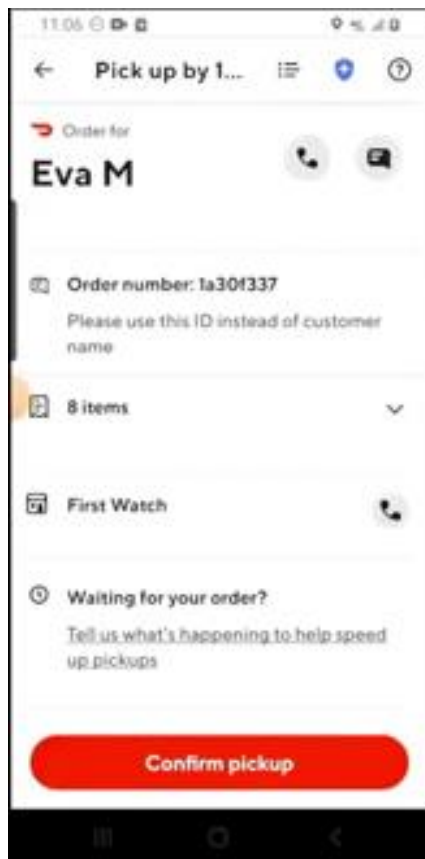 11:06
Pick up by 1...
Order for
Eva M
Order number: 1a30f337
Please use this ID instead of customer
name
8 items
First Watch
Waiting for your order?
Tell us what's happening to help speed
up pickups
Confirm pickup